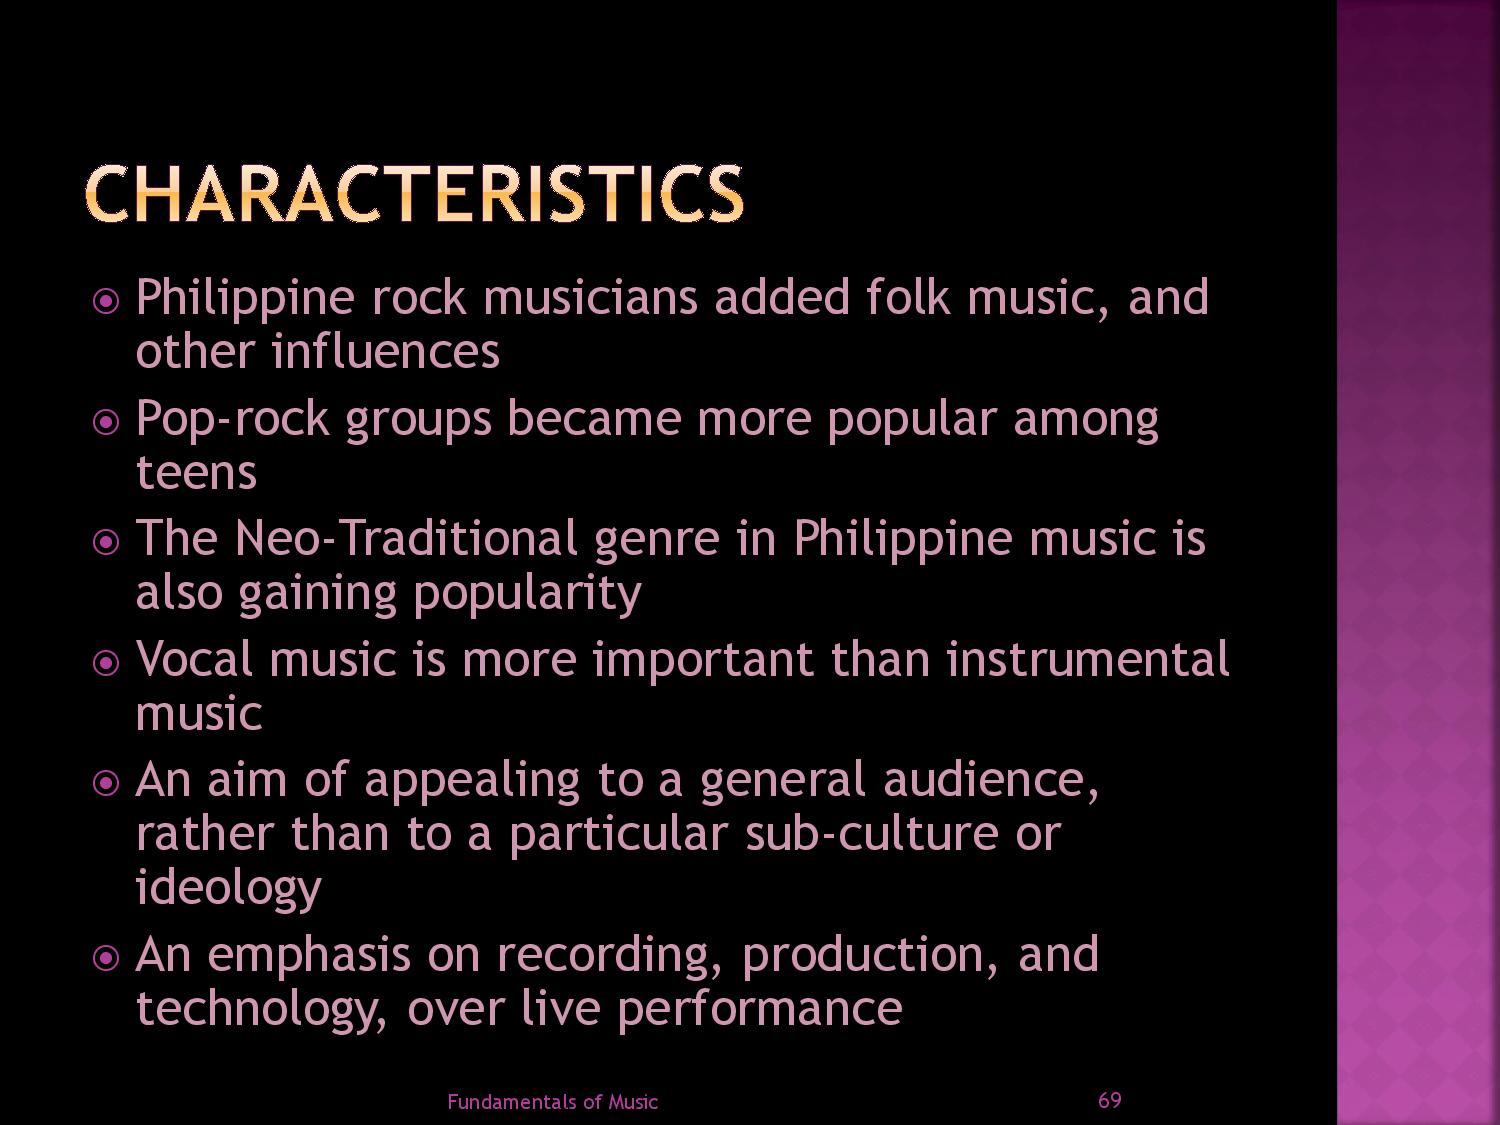 CHARACTERISTICS
Philippine rock musicians added folk music, and
other influences
Pop-rock groups became more popular among
teens
The Neo-Traditional genre in Philippine music is
also gaining popularity
Vocal music is more important than instrumental
music
An aim of appealing to a general audience,
rather than to a particular sub-culture or
ideology
An emphasis on recording, production, and
technology, over live performance
Fundamentals of Music
69